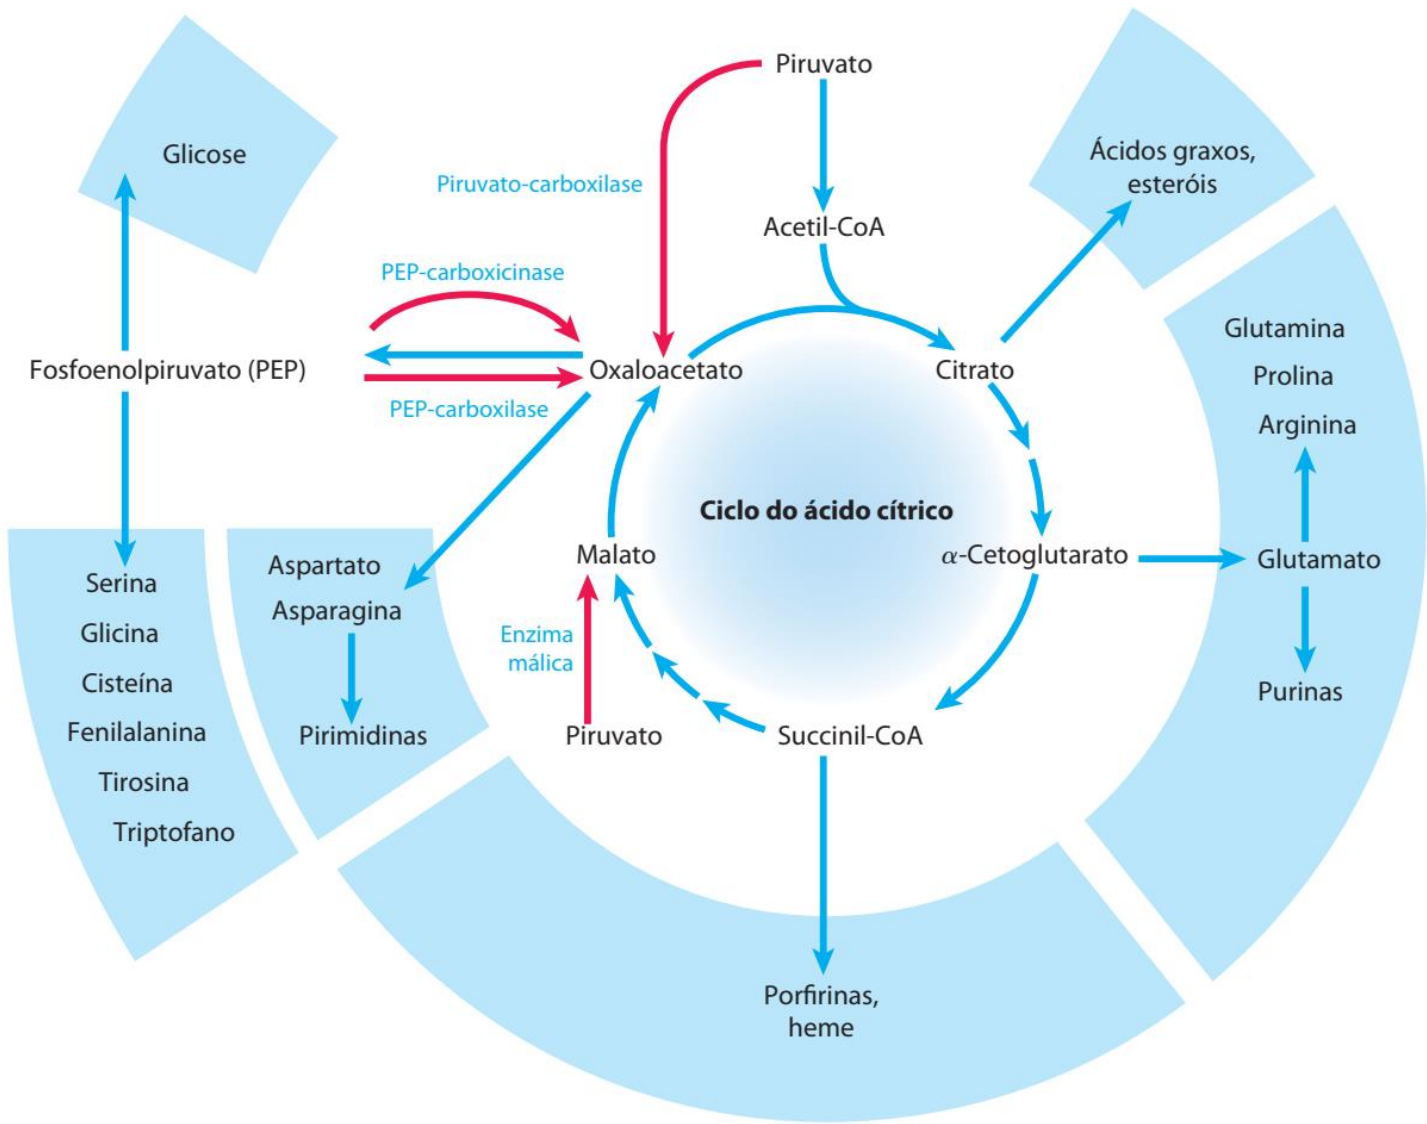 Piruvato
Glicose
Ácidos graxos,
esteróis
Piruvato-carboxilase
Acetil-CoA
PEP-carboxicinase
Glutamina
Fosfoenolpiruvato (PEP)
Oxaloacetato
Citrato
Prolina
PEP-carboxilase
Arginina
Ciclo do ácido cítrico
Malato
α-Cetoglutarato
Glutamato
Aspartato
Asparagina
Serina
Glicina
Cisteína
Fenilalanina
Tirosina
Triptofano
Enzima
málica
Pirimidinas
Piruvato
Succinil-CoA
Purinas
Porfirinas,
heme